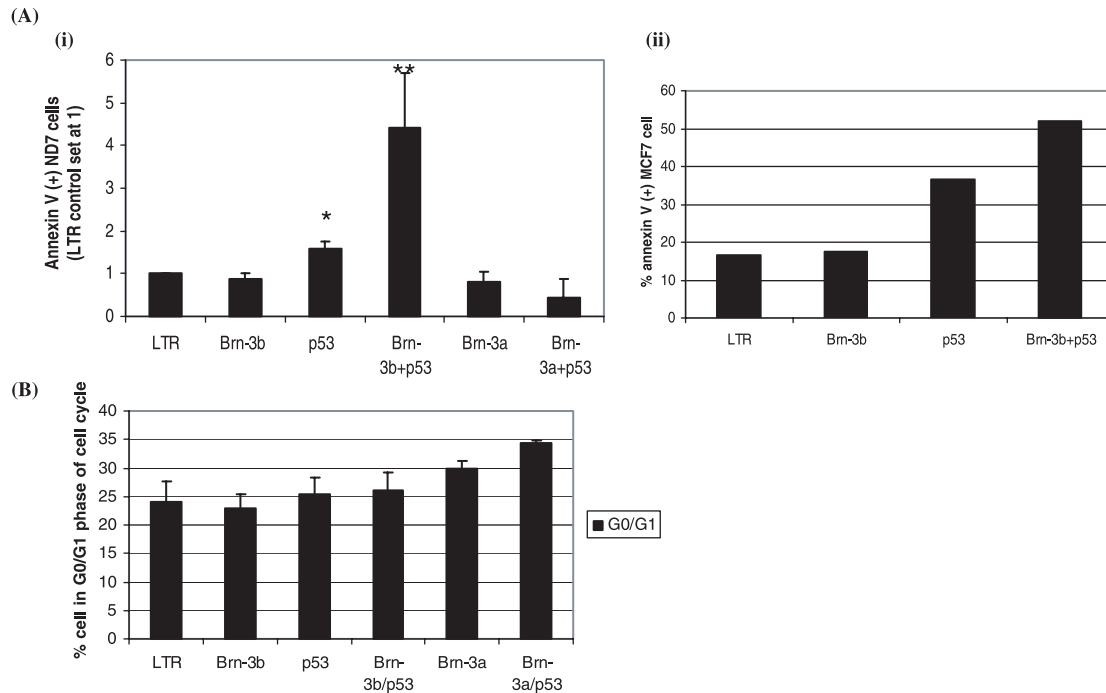 (A)
(i)
Annexin V (+) ND7 cells
(LTR control set at 1)
6
5
4
3
2
1
0
*
**
LTR
Brn-3b
p53
Brn-
3b+p53
Brn-3a
Brn-
3a+p53
(ii)
% annexin V (+) MCF7 cell
60
50
40
30
20
10
0
LTR
Brn-3b
p53
Brn-3b+p53
(B)
% cell in G0/G1 phase of cell cycle
40
35
30
25
20
15
10
5
0
LTR
Brn-3b
p53
Brn-
3b/p53
Brn-3a
Brn-
3a/p53
G0/G1